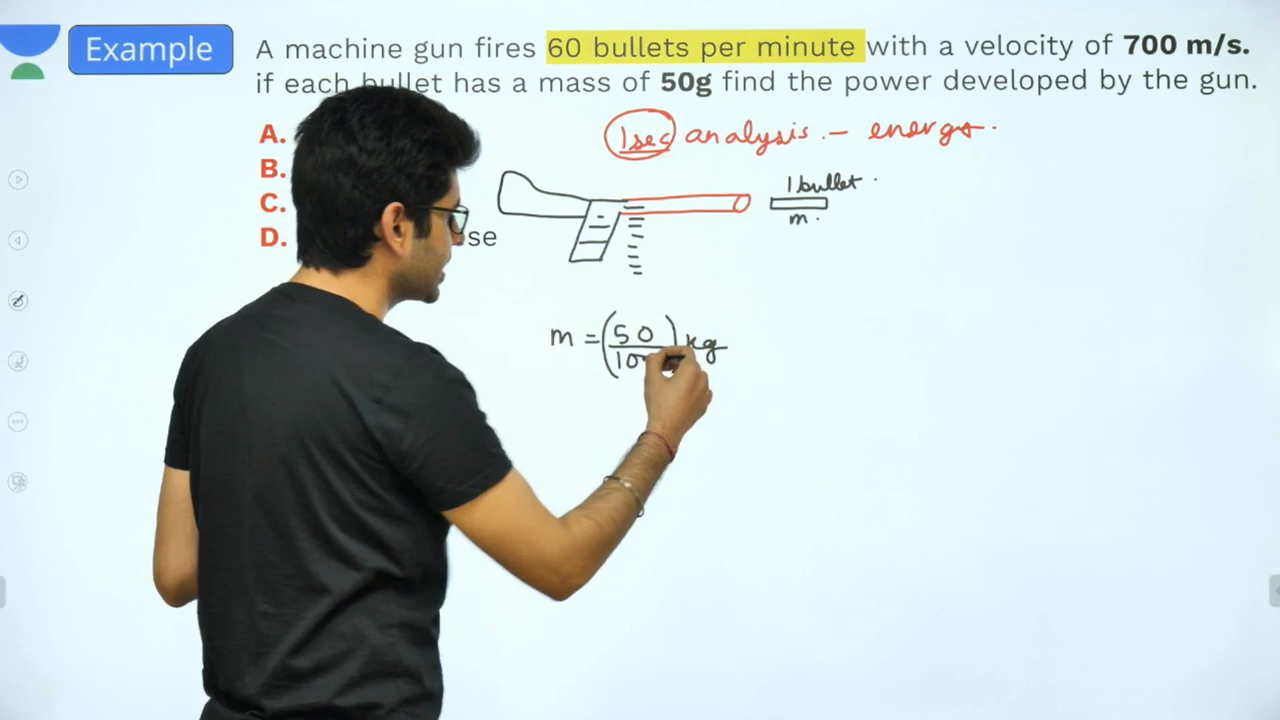 Example
A machine gun fires 60 bullets per minute with a velocity of 700 m/s.
if each bullet has a mass of 50g find the power developed by the gun.
A.
B.
C.
D. se
1sec analysis - energy.
1 bullet.
m.
m = (50/10 ) kg